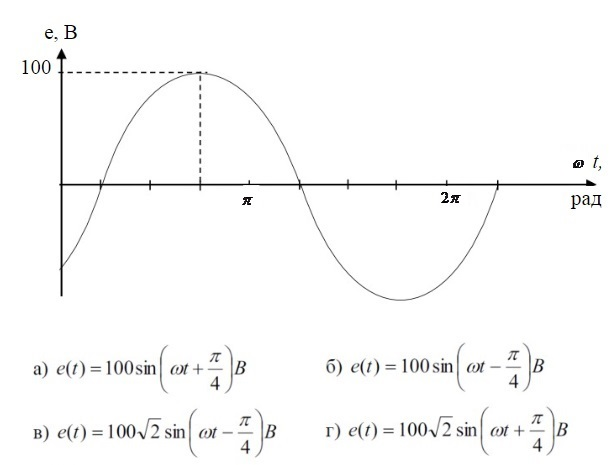 e, В
100
ω t,
π
2π
рад
а) e(t) = 100 sin(ωt + π/4) B
б) e(t) = 100 sin(ωt − π/4) B
в) e(t) = 100√2 sin(ωt − π/4) B
г) e(t) = 100√2 sin(ωt + π/4) B